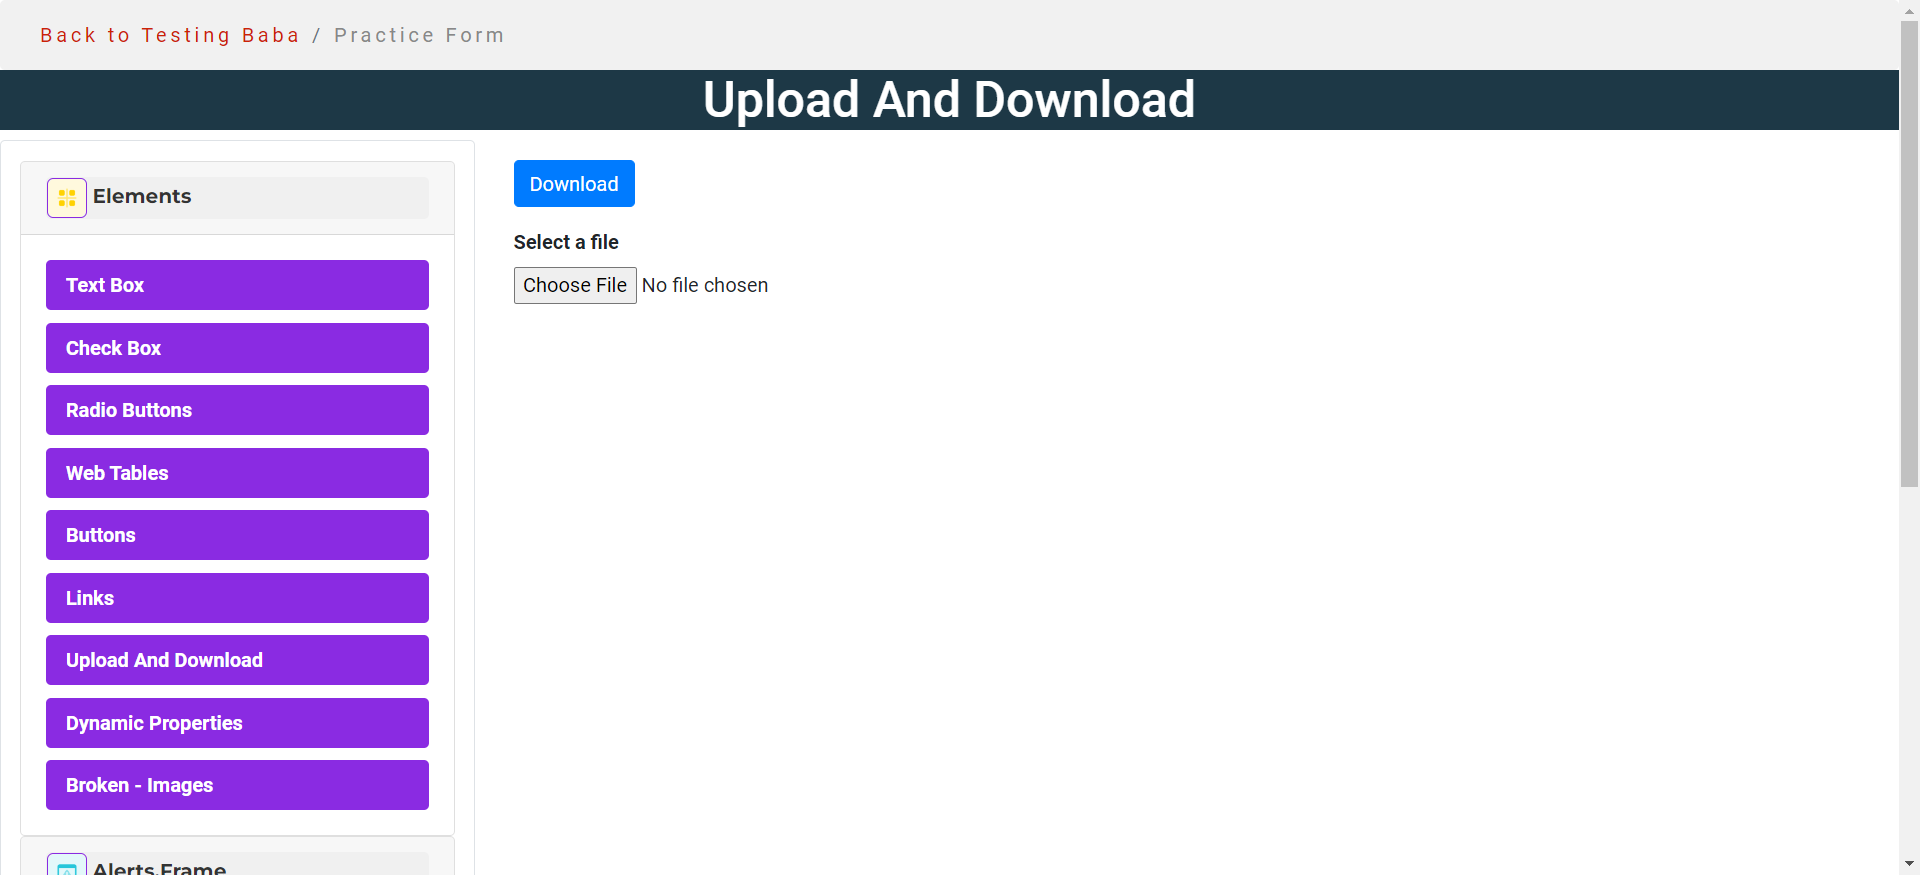 Back to Testing Baba / Practice Form
Upload And Download
Elements
Text Box
Check Box
Radio Buttons
Web Tables
Buttons
Links
Upload And Download
Dynamic Properties
Broken - Images
Alerts,Frame
Download
Select a file
Choose File No file chosen